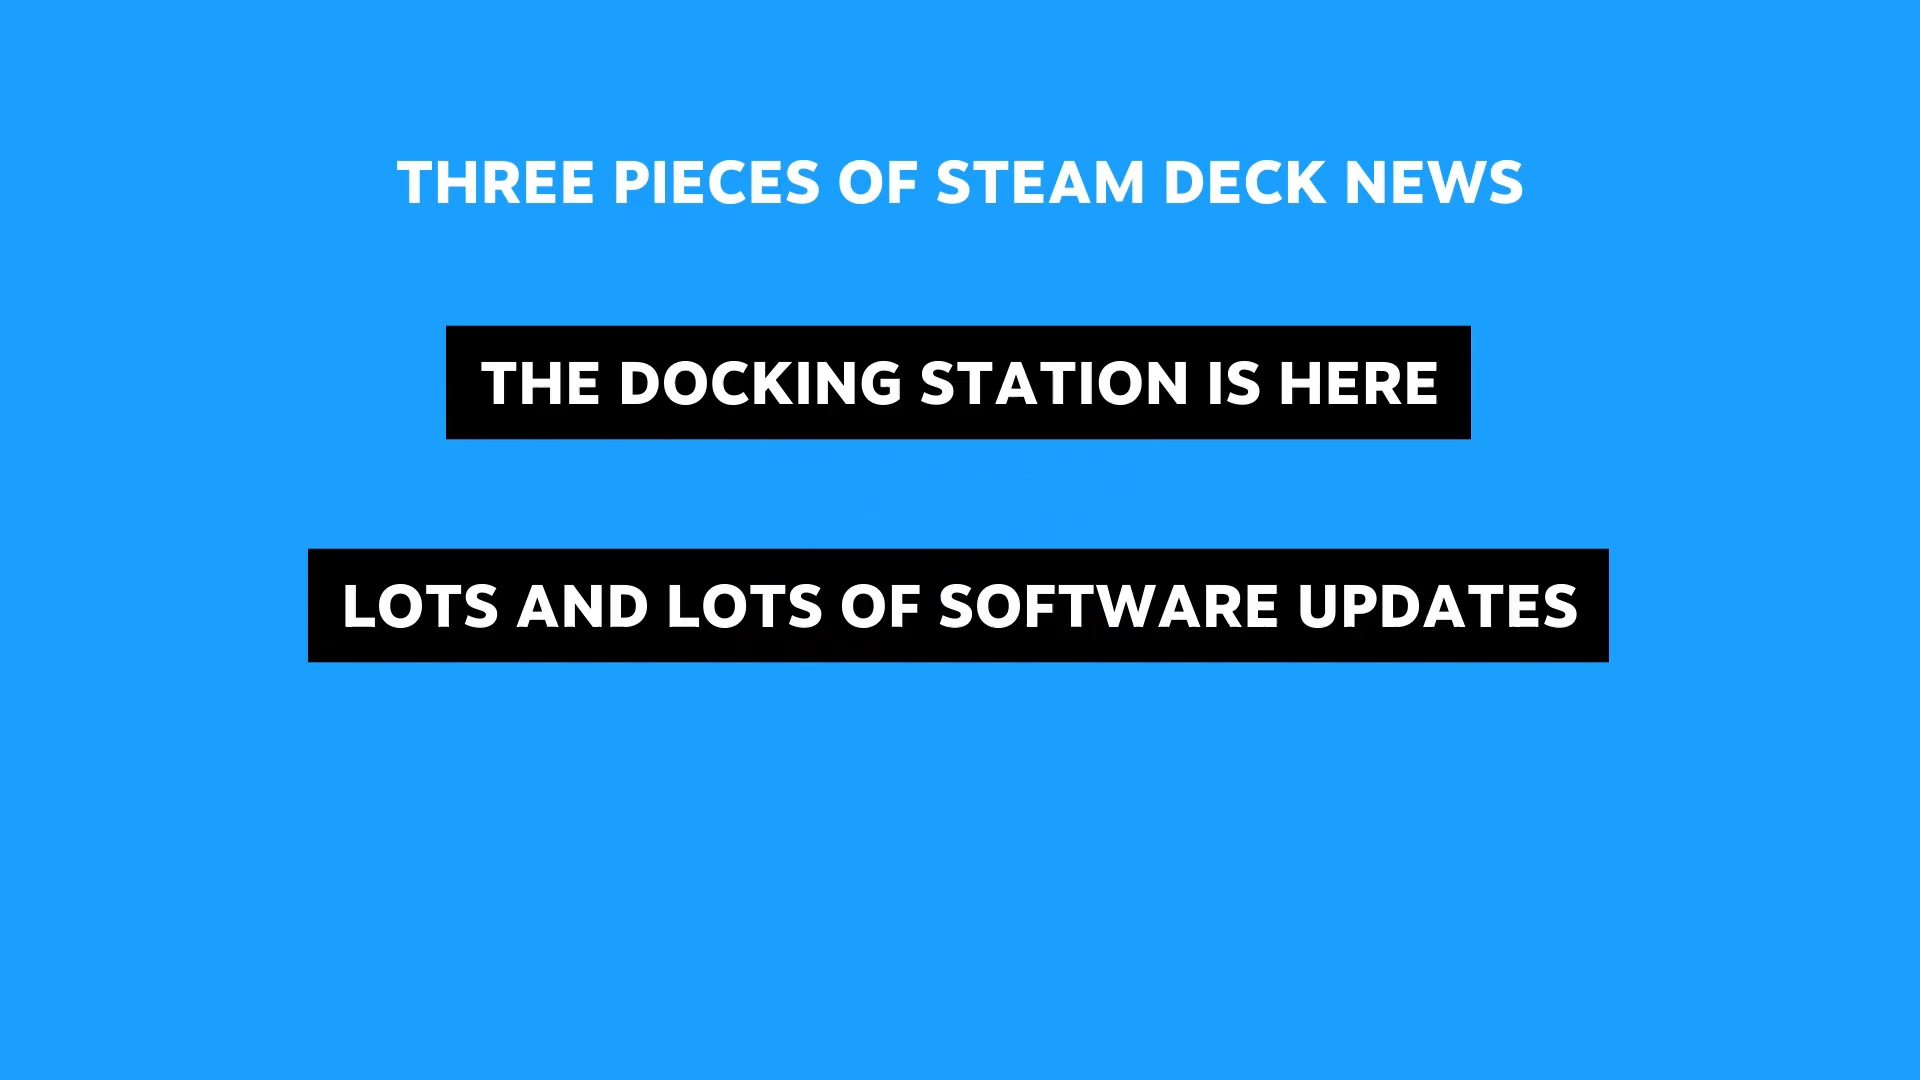 THREE PIECES OF STEAM DECK NEWS
THE DOCKING STATION IS HERE
LOTS AND LOTS OF SOFTWARE UPDATES